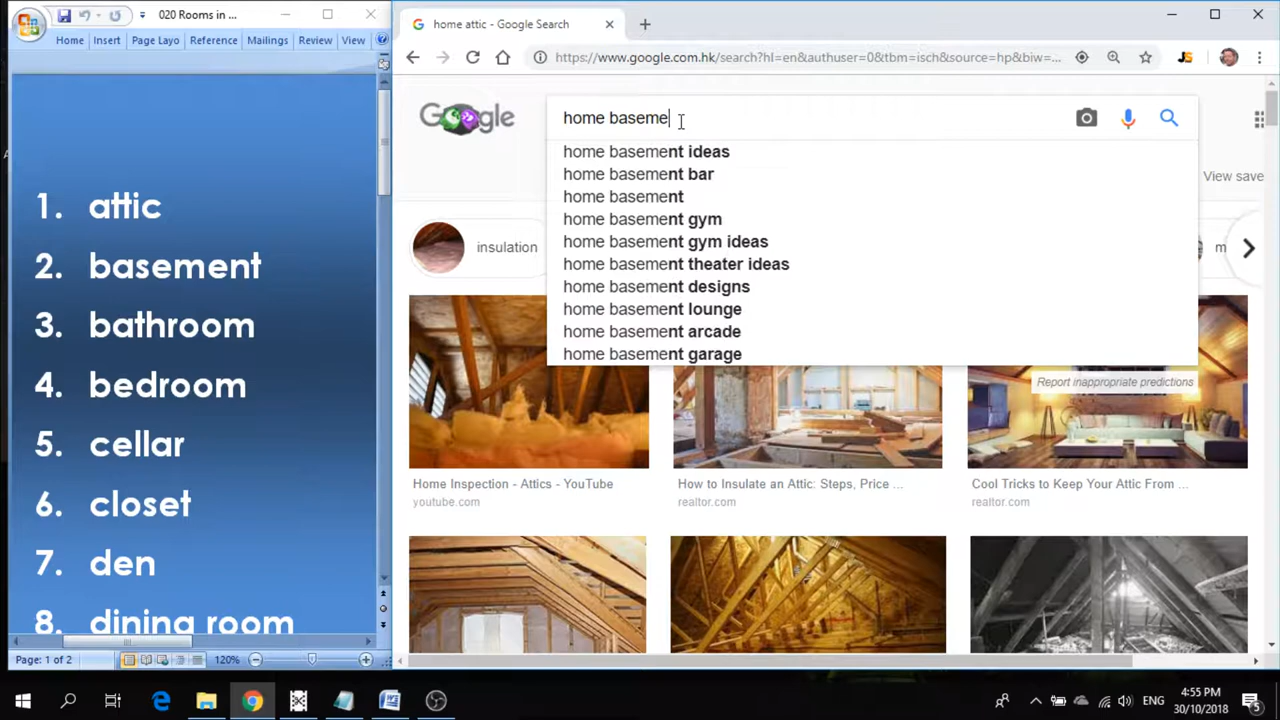 020 Rooms in ...
Home Insert Page Layo Reference Mailings Review View
1. attic
2. basement
3. bathroom
4. bedroom
5. cellar
6. closet
7. den
8. dining room
Page: 1 of 2
120%
home attic - Google Search
https://www.google.com.hk/search?hl=en&authuser=0&tbm=isch&source=hp&biw=...
JS
Google
home baseme
home basement ideas
home basement bar
home basement
home basement gym
home basement gym ideas
home basement theater ideas
home basement designs
home basement lounge
home basement arcade
home basement garage
Report inappropriate predictions
View save
insulation
m
Home Inspection - Attics - YouTube
youtube.com
How to Insulate an Attic: Steps, Price ...
realtor.com
Cool Tricks to Keep Your Attic From ...
realtor.com
ENG
4:55 PM
30/10/2018
5